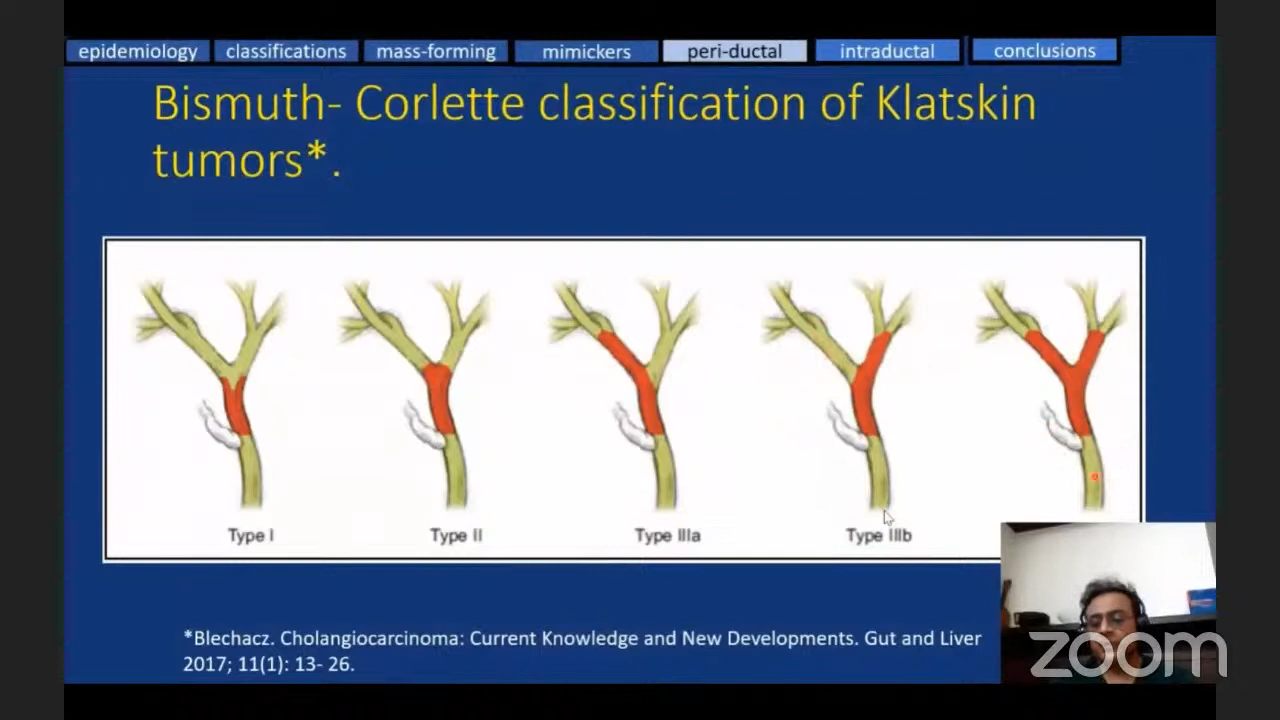 epidemiology classifications mass-forming mimickers peri-ductal intraductal conclusions
Bismuth- Corlette classification of Klatskin
tumors*.
Type I Type II Type IIIa Type IIIb
*Blechacz. Cholangiocarcinoma: Current Knowledge and New Developments. Gut and Liver
2017; 11(1): 13- 26.
zoom